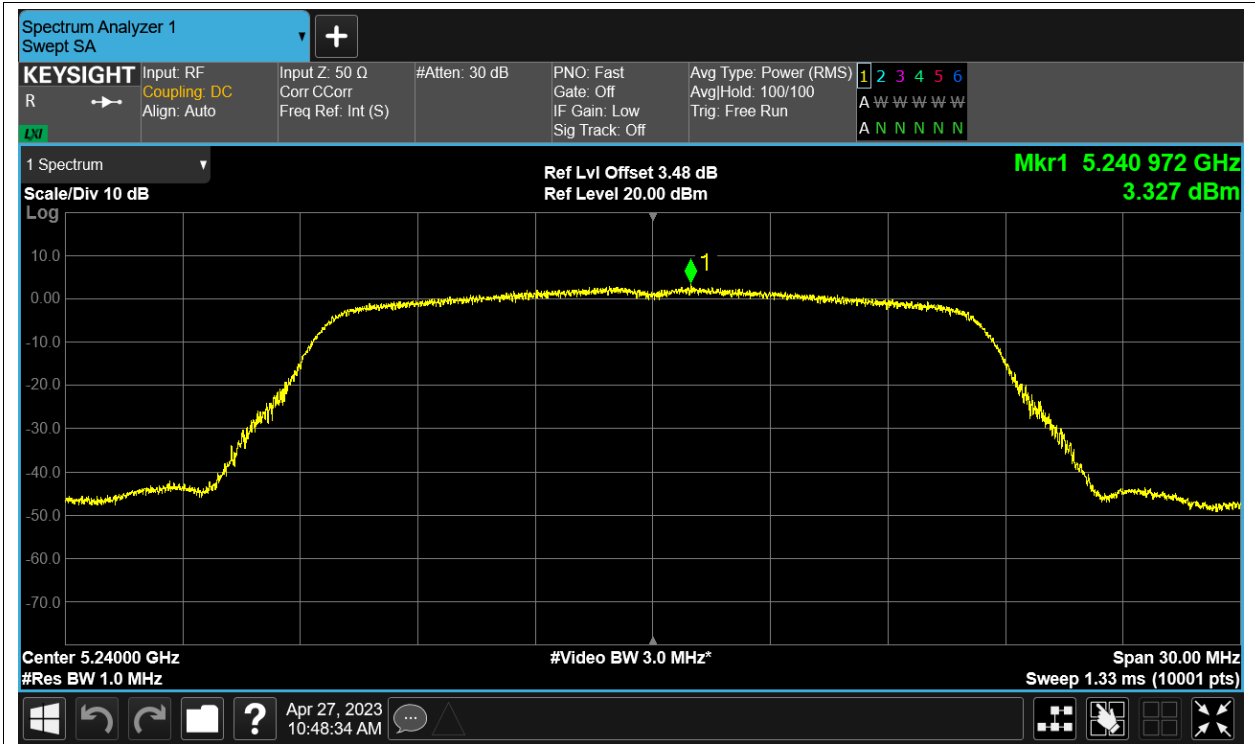 Spectrum Analyzer 1
Swept SA
KEYSIGHT
R
LXI
Input: RF
Coupling: DC
Align: Auto
Input Z: 50 Ω
Corr CCorr
Freq Ref: Int (S)
#Atten: 30 dB
PNO: Fast
Gate: Off
IF Gain: Low
Sig Track: Off
Avg Type: Power (RMS)
Avg|Hold: 100/100
Trig: Free Run
1 2 3 4 5 6
A W W W W W
A N N N N N
1 Spectrum
Scale/Div 10 dB
Log
Ref Lvl Offset 3.48 dB
Ref Level 20.00 dBm
Mkr1 5.240 972 GHz
3.327 dBm
1
10.0
0.00
-10.0
-20.0
-30.0
-40.0
-50.0
-60.0
-70.0
Center 5.24000 GHz
#Res BW 1.0 MHz
#Video BW 3.0 MHz*
Span 30.00 MHz
Sweep 1.33 ms (10001 pts)
?
Apr 27, 2023
10:48:34 AM